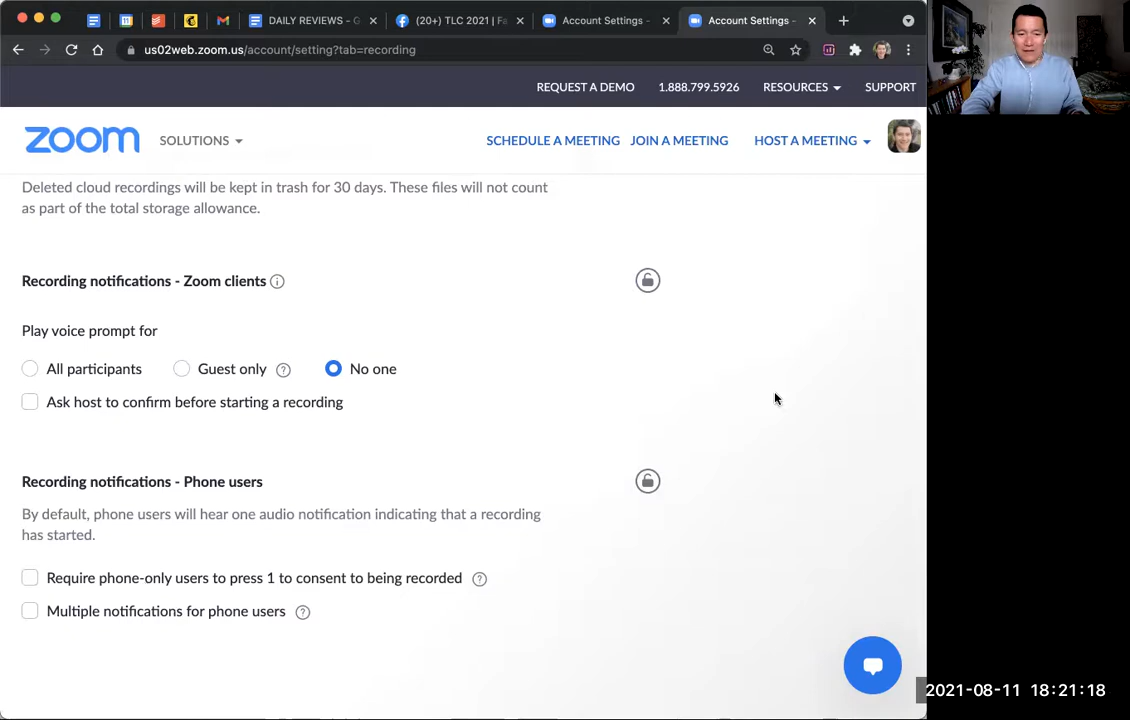 DAILY REVIEWS – G
(20+) TLC 2021 | Fa
Account Settings -
Account Settings -
us02web.zoom.us/account/setting?tab=recording
REQUEST A DEMO 1.888.799.5926 RESOURCES SUPPORT
zoom SOLUTIONS SCHEDULE A MEETING JOIN A MEETING HOST A MEETING
Deleted cloud recordings will be kept in trash for 30 days. These files will not count
as part of the total storage allowance.
Recording notifications - Zoom clients
Play voice prompt for
All participants Guest only No one
Ask host to confirm before starting a recording
Recording notifications - Phone users
By default, phone users will hear one audio notification indicating that a recording
has started.
Require phone-only users to press 1 to consent to being recorded
Multiple notifications for phone users
2021-08-11 18:21:18